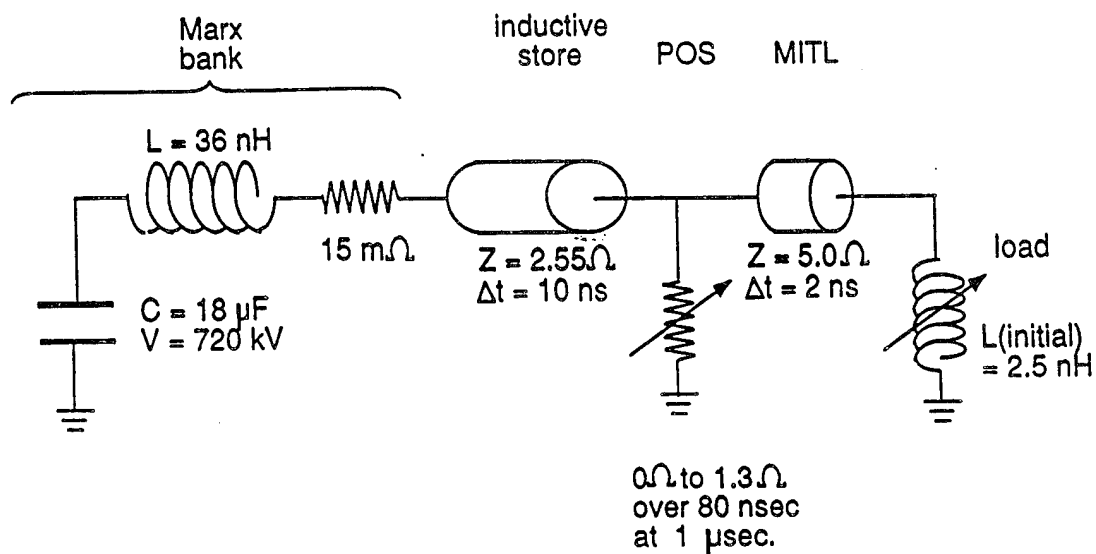 Marx
bank
inductive
store
POS
MITL
L = 36 nH
15 mΩ
C = 18 μF
V = 720 kV
Z = 2.55Ω
Δt = 10 ns
Z = 5.0Ω
Δt = 2 ns
load
L(initial)
= 2.5 nH
0Ω to 1.3Ω
over 80 nsec
at 1 μsec.